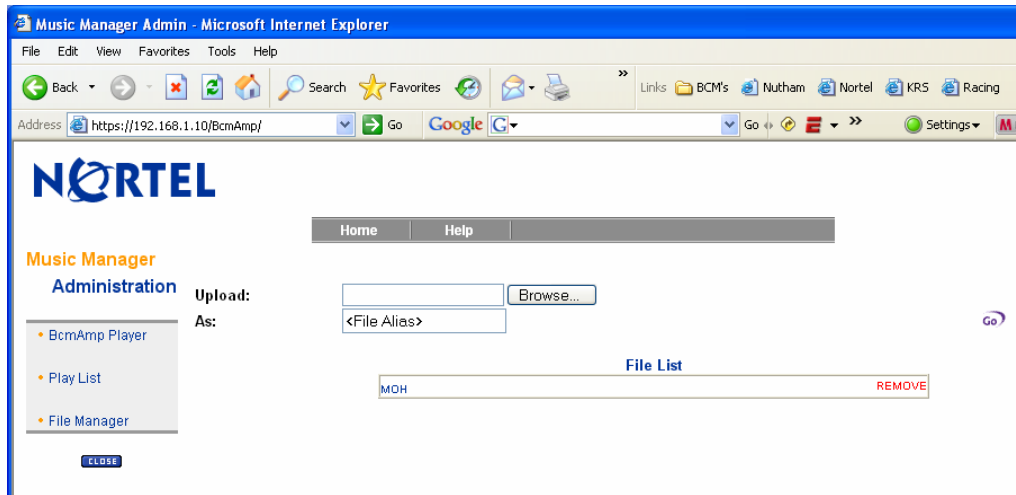 Music Manager Admin - Microsoft Internet Explorer
File Edit View Favorites Tools Help
Back Search Favorites » Links BCM's Nutham Nortel KRS Racing
Address https://192.168.1.10/BcmAmp/ Go Google G Go » Settings M
NORTEL
Home Help
Music Manager
Administration
Upload: Browse...
As: <File Alias> Go
• BcmAmp Player
File List
• Play List
MOH REMOVE
• File Manager
CLOSE